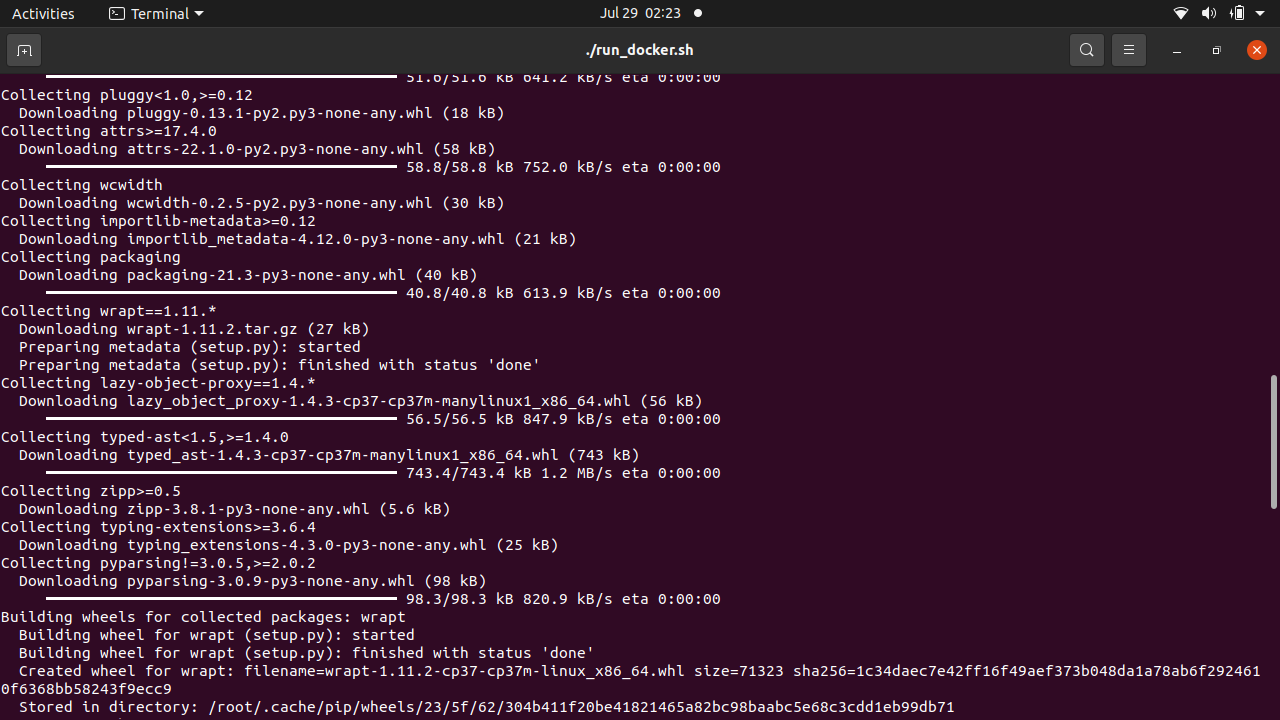 Activities
Terminal
Jul 29 02:23
./run_docker.sh
51.6/51.6 kB 641.2 kB/s eta 0:00:00
Collecting pluggy<1.0,>=0.12
Downloading pluggy-0.13.1-py2.py3-none-any.whl (18 kB)
Collecting attrs>=17.4.0
Downloading attrs-22.1.0-py2.py3-none-any.whl (58 kB)
58.8/58.8 kB 752.0 kB/s eta 0:00:00
Collecting wcwidth
Downloading wcwidth-0.2.5-py2.py3-none-any.whl (30 kB)
Collecting importlib-metadata>=0.12
Downloading importlib_metadata-4.12.0-py3-none-any.whl (21 kB)
Collecting packaging
Downloading packaging-21.3-py3-none-any.whl (40 kB)
40.8/40.8 kB 613.9 kB/s eta 0:00:00
Collecting wrapt==1.11.*
Downloading wrapt-1.11.2.tar.gz (27 kB)
Preparing metadata (setup.py): started
Preparing metadata (setup.py): finished with status 'done'
Collecting lazy-object-proxy==1.4.*
Downloading lazy_object_proxy-1.4.3-cp37-cp37m-manylinux1_x86_64.whl (56 kB)
56.5/56.5 kB 847.9 kB/s eta 0:00:00
Collecting typed-ast<1.5,>=1.4.0
Downloading typed_ast-1.4.3-cp37-cp37m-manylinux1_x86_64.whl (743 kB)
743.4/743.4 kB 1.2 MB/s eta 0:00:00
Collecting zipp>=0.5
Downloading zipp-3.8.1-py3-none-any.whl (5.6 kB)
Collecting typing-extensions>=3.6.4
Downloading typing_extensions-4.3.0-py3-none-any.whl (25 kB)
Collecting pyparsing!=3.0.5,>=2.0.2
Downloading pyparsing-3.0.9-py3-none-any.whl (98 kB)
98.3/98.3 kB 820.9 kB/s eta 0:00:00
Building wheels for collected packages: wrapt
Building wheel for wrapt (setup.py): started
Building wheel for wrapt (setup.py): finished with status 'done'
Created wheel for wrapt: filename=wrapt-1.11.2-cp37-cp37m-linux_x86_64.whl size=71323 sha256=1c34daec7e42ff16f49aef373b048da1a78ab6f292461
0f6368bb58243f9ecc9
Stored in directory: /root/.cache/pip/wheels/23/5f/62/304b411f20be41821465a82bc98baabc5e68c3cdd1eb99db71